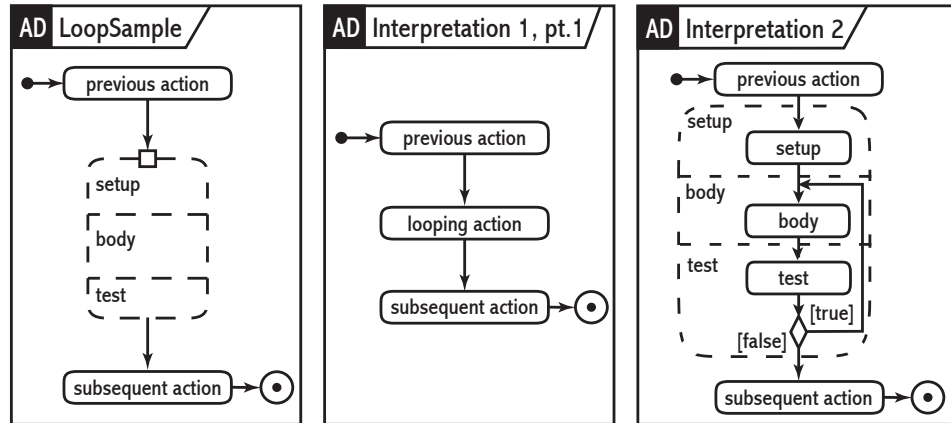 AD LoopSample
previous action
setup
body
test
subsequent action
AD Interpretation 1, pt.1
previous action
looping action
subsequent action
AD Interpretation 2
previous action
setup
setup
body
body
test
test
[true]
[false]
subsequent action